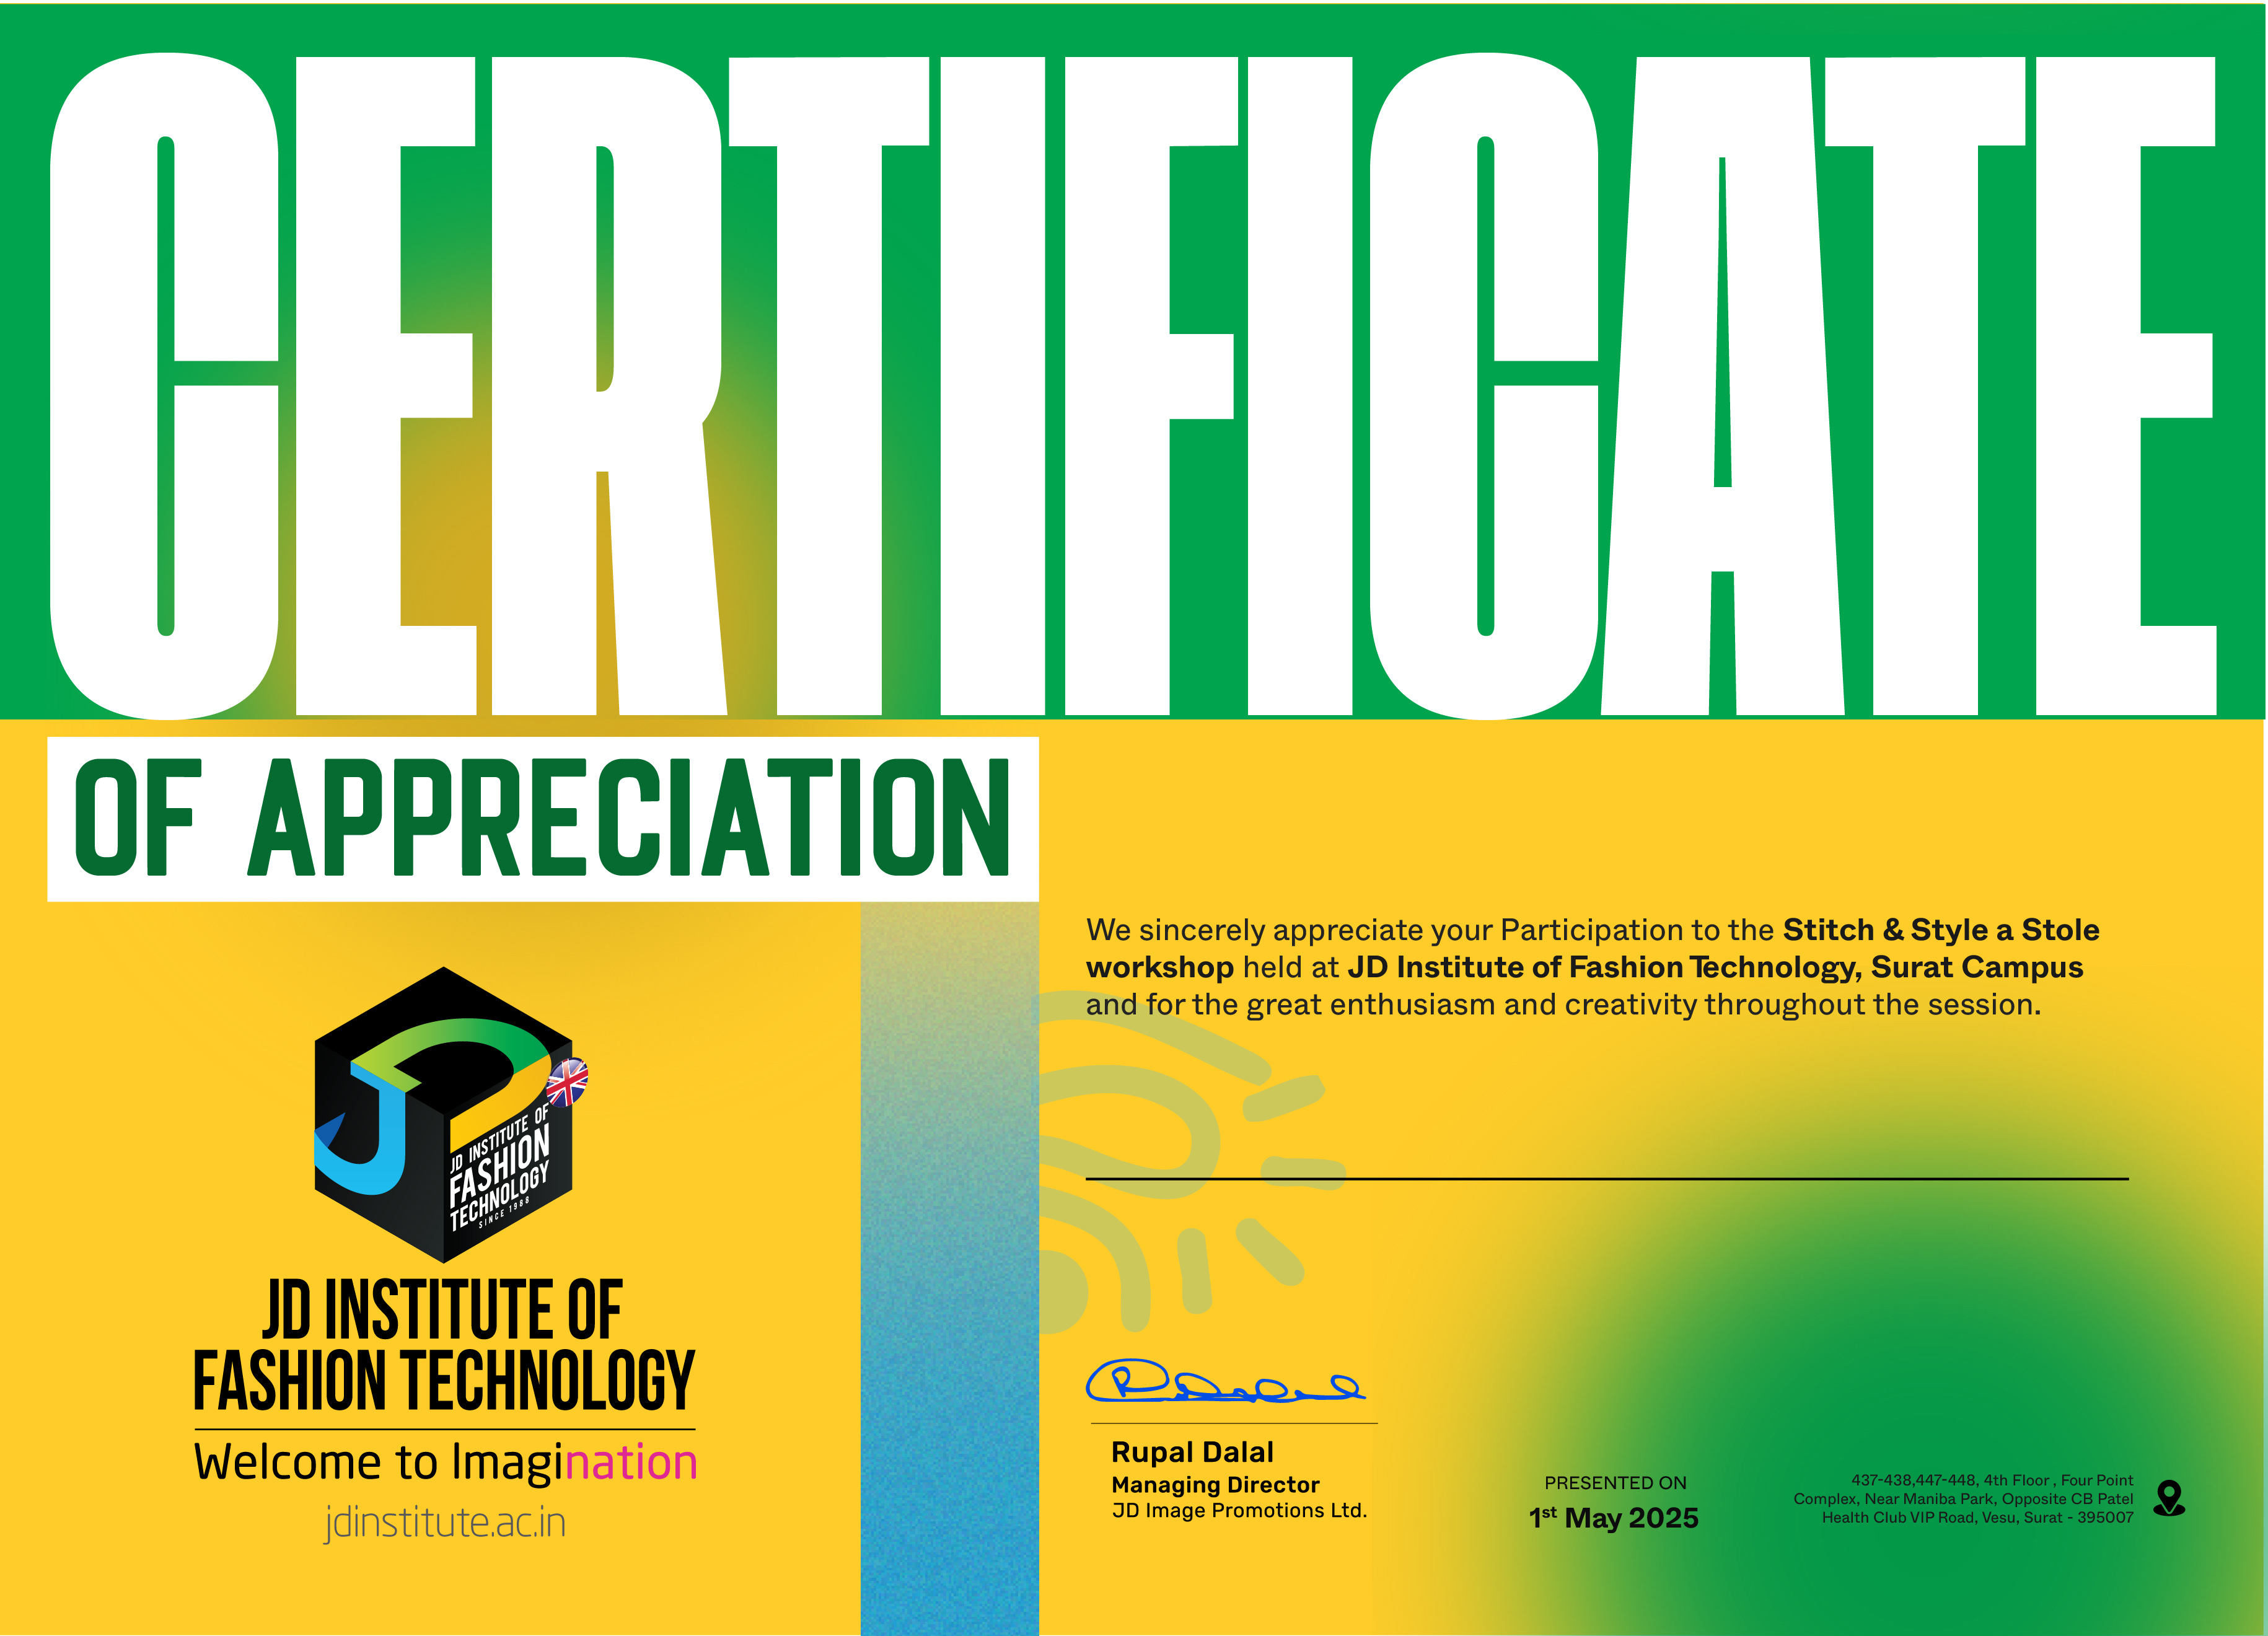 CERTIFICATE
OF APPRECIATION
We sincerely appreciate your Participation to the Stitch & Style a Stole
workshop held at JD Institute of Fashion Technology, Surat Campus
and for the great enthusiasm and creativity throughout the session.
JD INSTITUTE OF
FASHION
TECHNOLOGY
SINCE 1988
JD INSTITUTE OF
FASHION TECHNOLOGY
Welcome to Imagination
jdinstitute.ac.in
Rupal Dalal
Managing Director
JD Image Promotions Ltd.
PRESENTED ON
1st May 2025
437-438,447-448, 4th Floor , Four Point
Complex, Near Maniba Park, Opposite CB Patel
Health Club VIP Road, Vesu, Surat - 395007